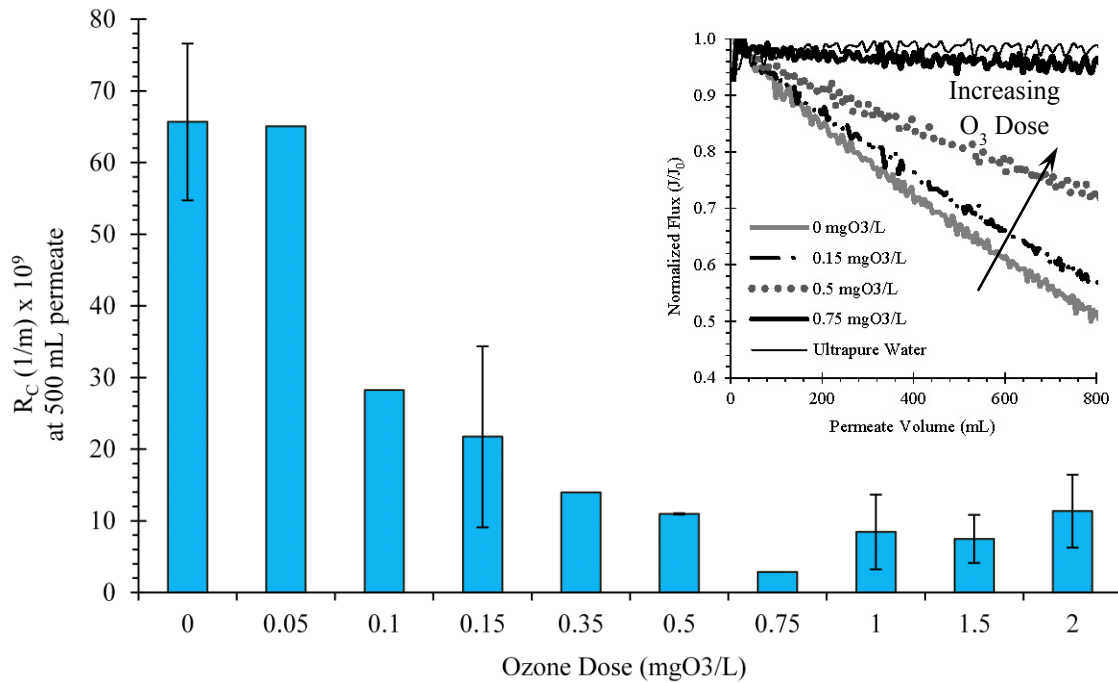 80
70
60
50
40
30
20
10
0
R_C (1/m) x 10⁹
at 500 mL permeate
0 0.05 0.1 0.15 0.35 0.5 0.75 1 1.5 2
Ozone Dose (mgO3/L)
1.0
0.9
0.8
0.7
0.6
0.5
0.4
Normalized Flux (J/J₀)
Increasing
O₃ Dose
0 mgO3/L
0.15 mgO3/L
0.5 mgO3/L
0.75 mgO3/L
Ultrapure Water
0 200 400 600 800
Permeate Volume (mL)